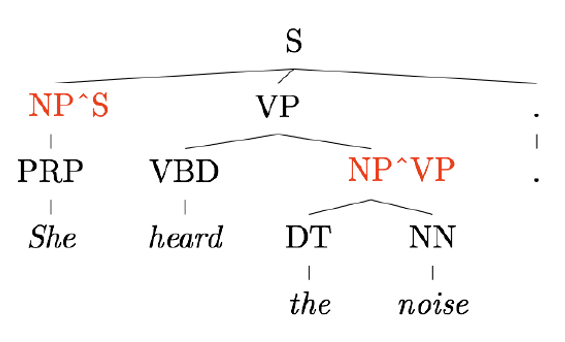 S
NP^S VP .
PRP VBD NP^VP .
She heard DT NN
the noise